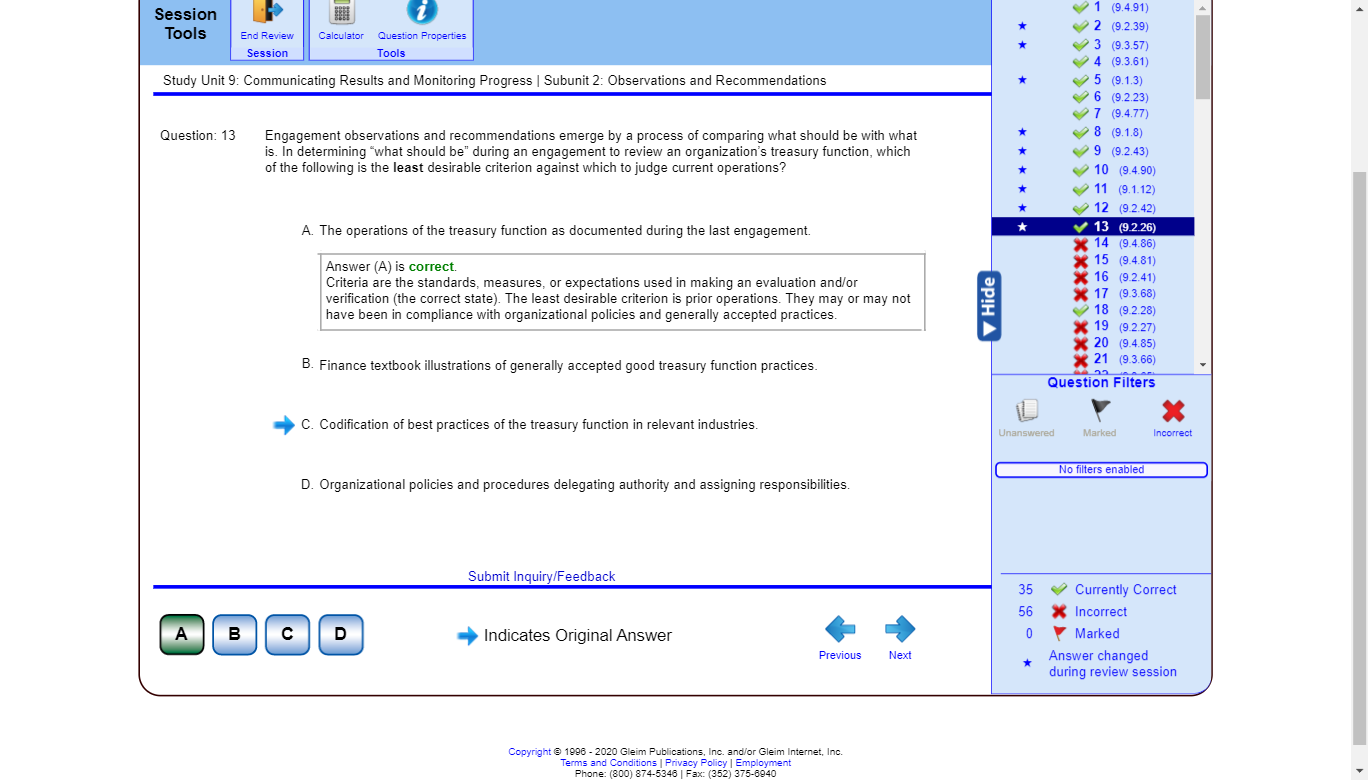 Session
Tools
End Review
Session
Calculator
Question Properties
Tools
Study Unit 9: Communicating Results and Monitoring Progress | Subunit 2: Observations and Recommendations
Question: 13
Engagement observations and recommendations emerge by a process of comparing what should be with what
is. In determining “what should be” during an engagement to review an organization’s treasury function, which
of the following is the least desirable criterion against which to judge current operations?
A. The operations of the treasury function as documented during the last engagement.
Answer (A) is correct.
Criteria are the standards, measures, or expectations used in making an evaluation and/or
verification (the correct state). The least desirable criterion is prior operations. They may or may not
have been in compliance with organizational policies and generally accepted practices.
B. Finance textbook illustrations of generally accepted good treasury function practices.
C. Codification of best practices of the treasury function in relevant industries.
D. Organizational policies and procedures delegating authority and assigning responsibilities.
Submit Inquiry/Feedback
A
B
C
D
Indicates Original Answer
Previous
Next
Hide
1 (9.4.91)
2 (9.2.39)
3 (9.3.57)
4 (9.3.61)
5 (9.1.3)
6 (9.2.23)
7 (9.4.77)
8 (9.1.8)
9 (9.2.43)
10 (9.4.90)
11 (9.1.12)
12 (9.2.42)
13 (9.2.26)
14 (9.4.86)
15 (9.4.81)
16 (9.2.41)
17 (9.3.68)
18 (9.2.28)
19 (9.2.27)
20 (9.4.85)
21 (9.3.66)
Question Filters
Unanswered
Marked
Incorrect
No filters enabled
35 Currently Correct
56 Incorrect
0 Marked
Answer changed
during review session
Copyright © 1996 - 2020 Gleim Publications, Inc. and/or Gleim Internet, Inc.
Terms and Conditions | Privacy Policy | Employment
Phone: (800) 874-5346 | Fax: (352) 375-6940